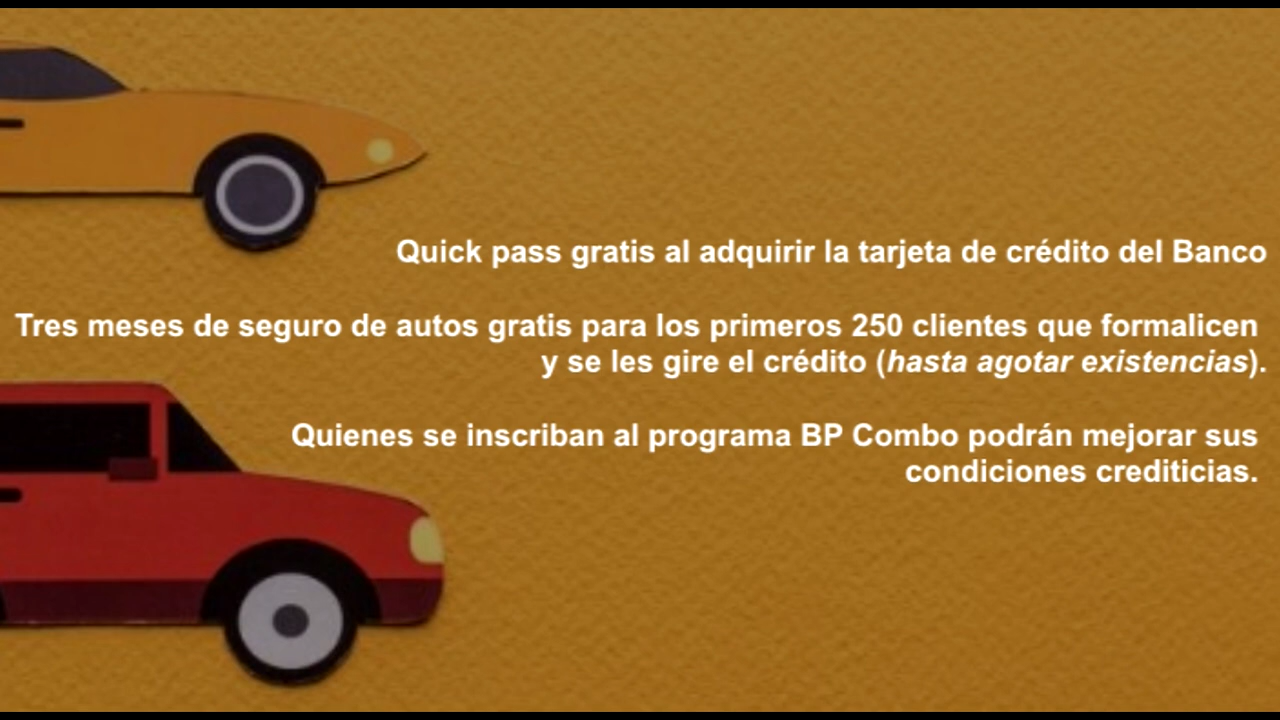 Quick pass gratis al adquirir la tarjeta de crédito del Banco
Tres meses de seguro de autos gratis para los primeros 250 clientes que formalicen
y se les gire el crédito (hasta agotar existencias).
Quienes se inscriban al programa BP Combo podrán mejorar sus
condiciones crediticias.